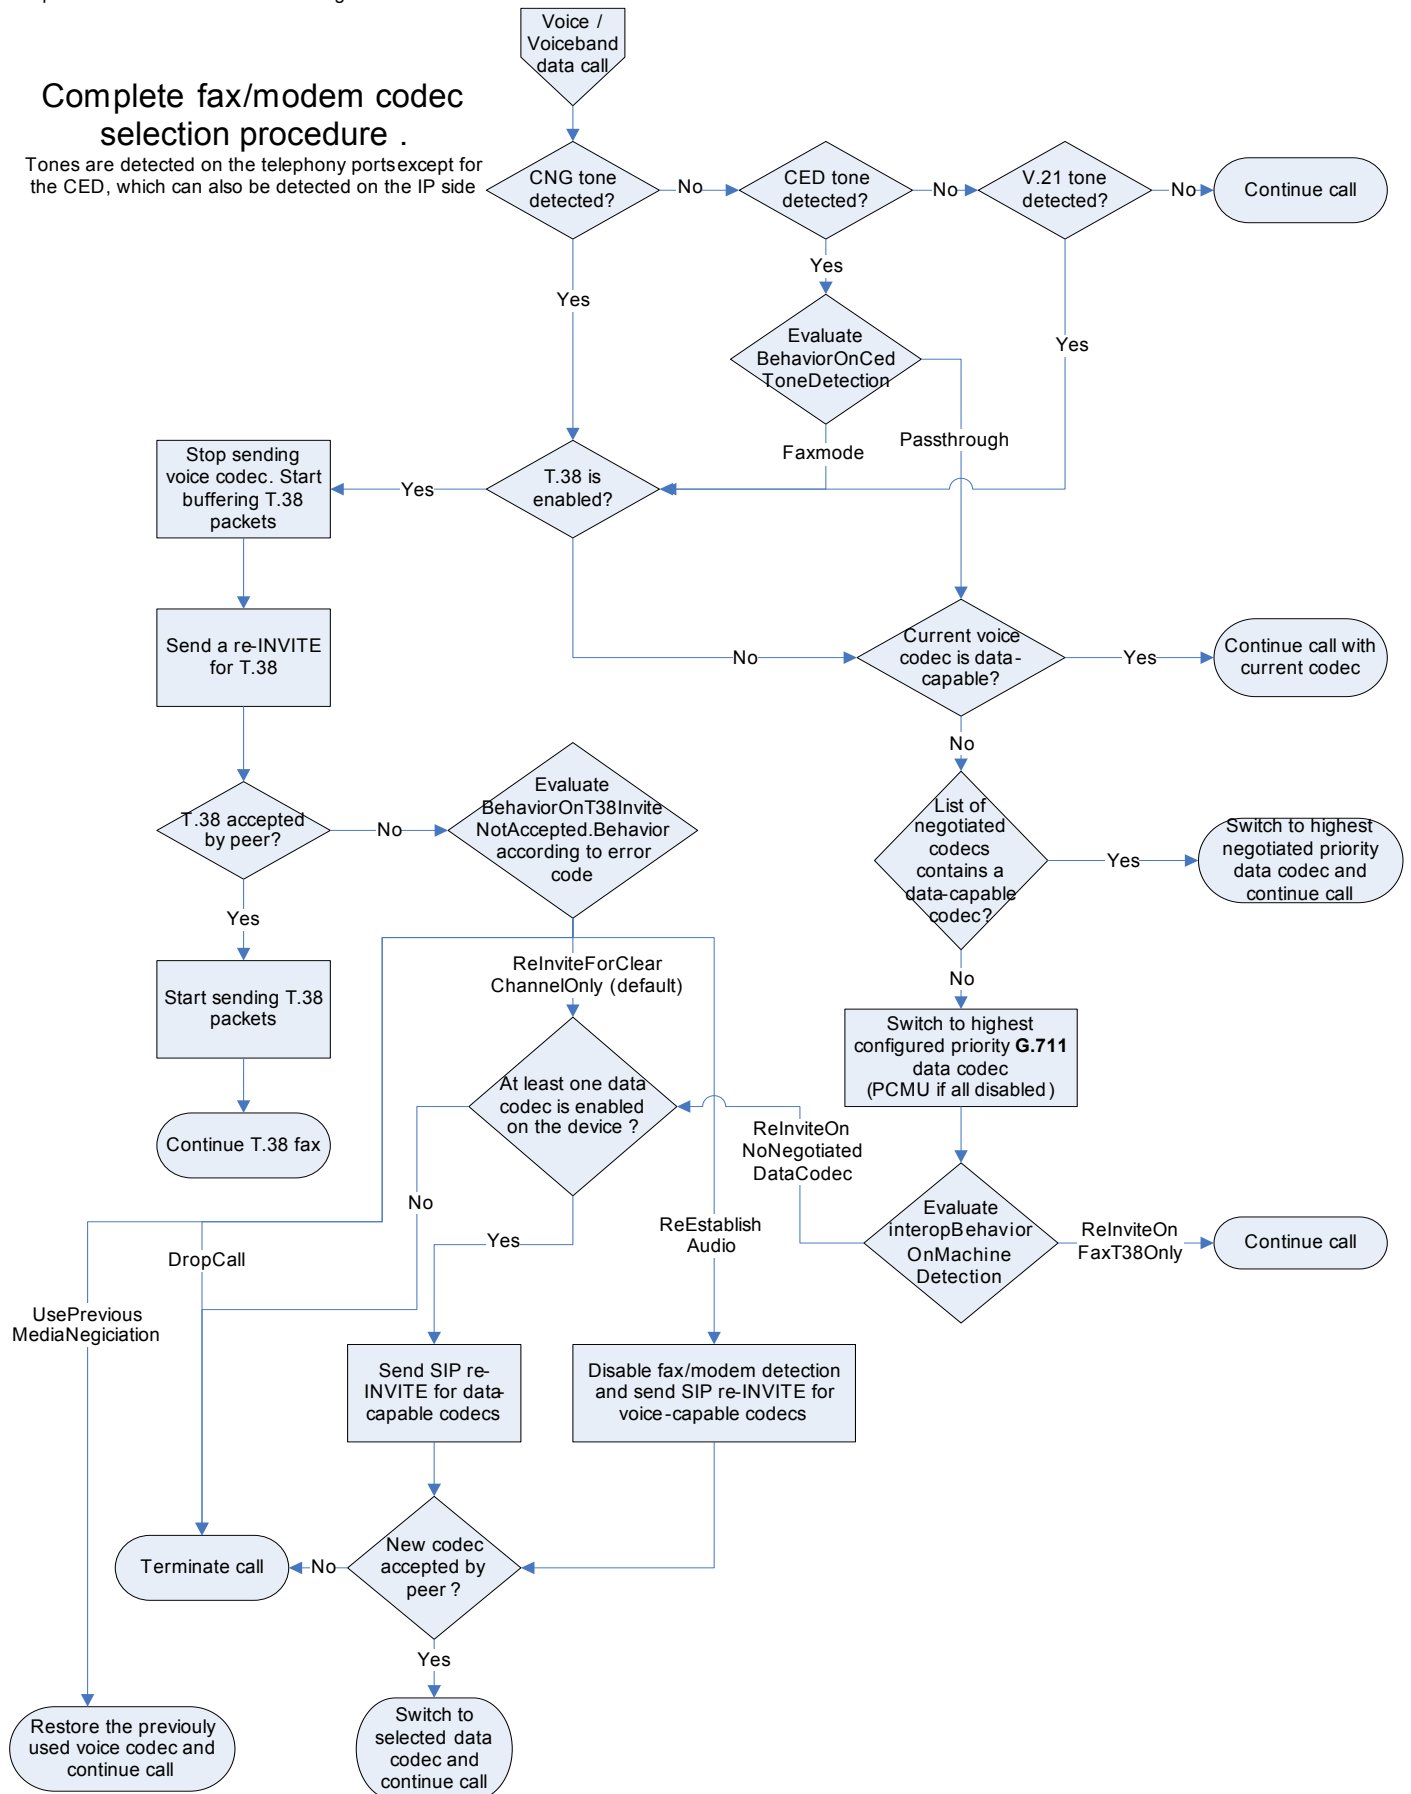 Voice /
Voiceband
data call
Complete fax/modem codec
selection procedure .
Tones are detected on the telephony portsexcept for
the CED, which can also be detected on the IP side
CNG tone
detected?
No
CED tone
detected?
No
V.21 tone
detected?
No
Continue call
Yes
Yes
Yes
Evaluate
BehaviorOnCed
ToneDetection
Faxmode
Passthrough
Stop sending
voice codec. Start
buffering T.38
packets
Yes
T.38 is
enabled?
Send a re-INVITE
for T.38
No
Current voice
codec is data-
capable?
Yes
Continue call with
current codec
No
T.38 accepted
by peer?
No
Evaluate
BehaviorOnT38Invite
NotAccepted.Behavior
according to error
code
List of
negotiated
codecs
contains a
data-capable
codec?
Yes
Switch to highest
negotiated priority
data codec and
continue call
Yes
ReInviteForClear
ChannelOnly (default)
No
Start sending T.38
packets
Switch to highest
configured priority G.711
data codec
(PCMU if all disabled )
At least one data
codec is enabled
on the device ?
Continue T.38 fax
ReInviteOn
NoNegotiated
DataCodec
No
Yes
ReEstablish
Audio
Evaluate
interopBehavior
OnMachine
Detection
ReInviteOn
FaxT38Only
Continue call
DropCall
UsePrevious
MediaNegiciation
Send SIP re-
INVITE for data-
capable codecs
Disable fax/modem detection
and send SIP re-INVITE for
voice-capable codecs
Terminate call
No
New codec
accepted by
peer ?
Yes
Restore the previouly
used voice codec and
continue call
Switch to
selected data
codec and
continue call